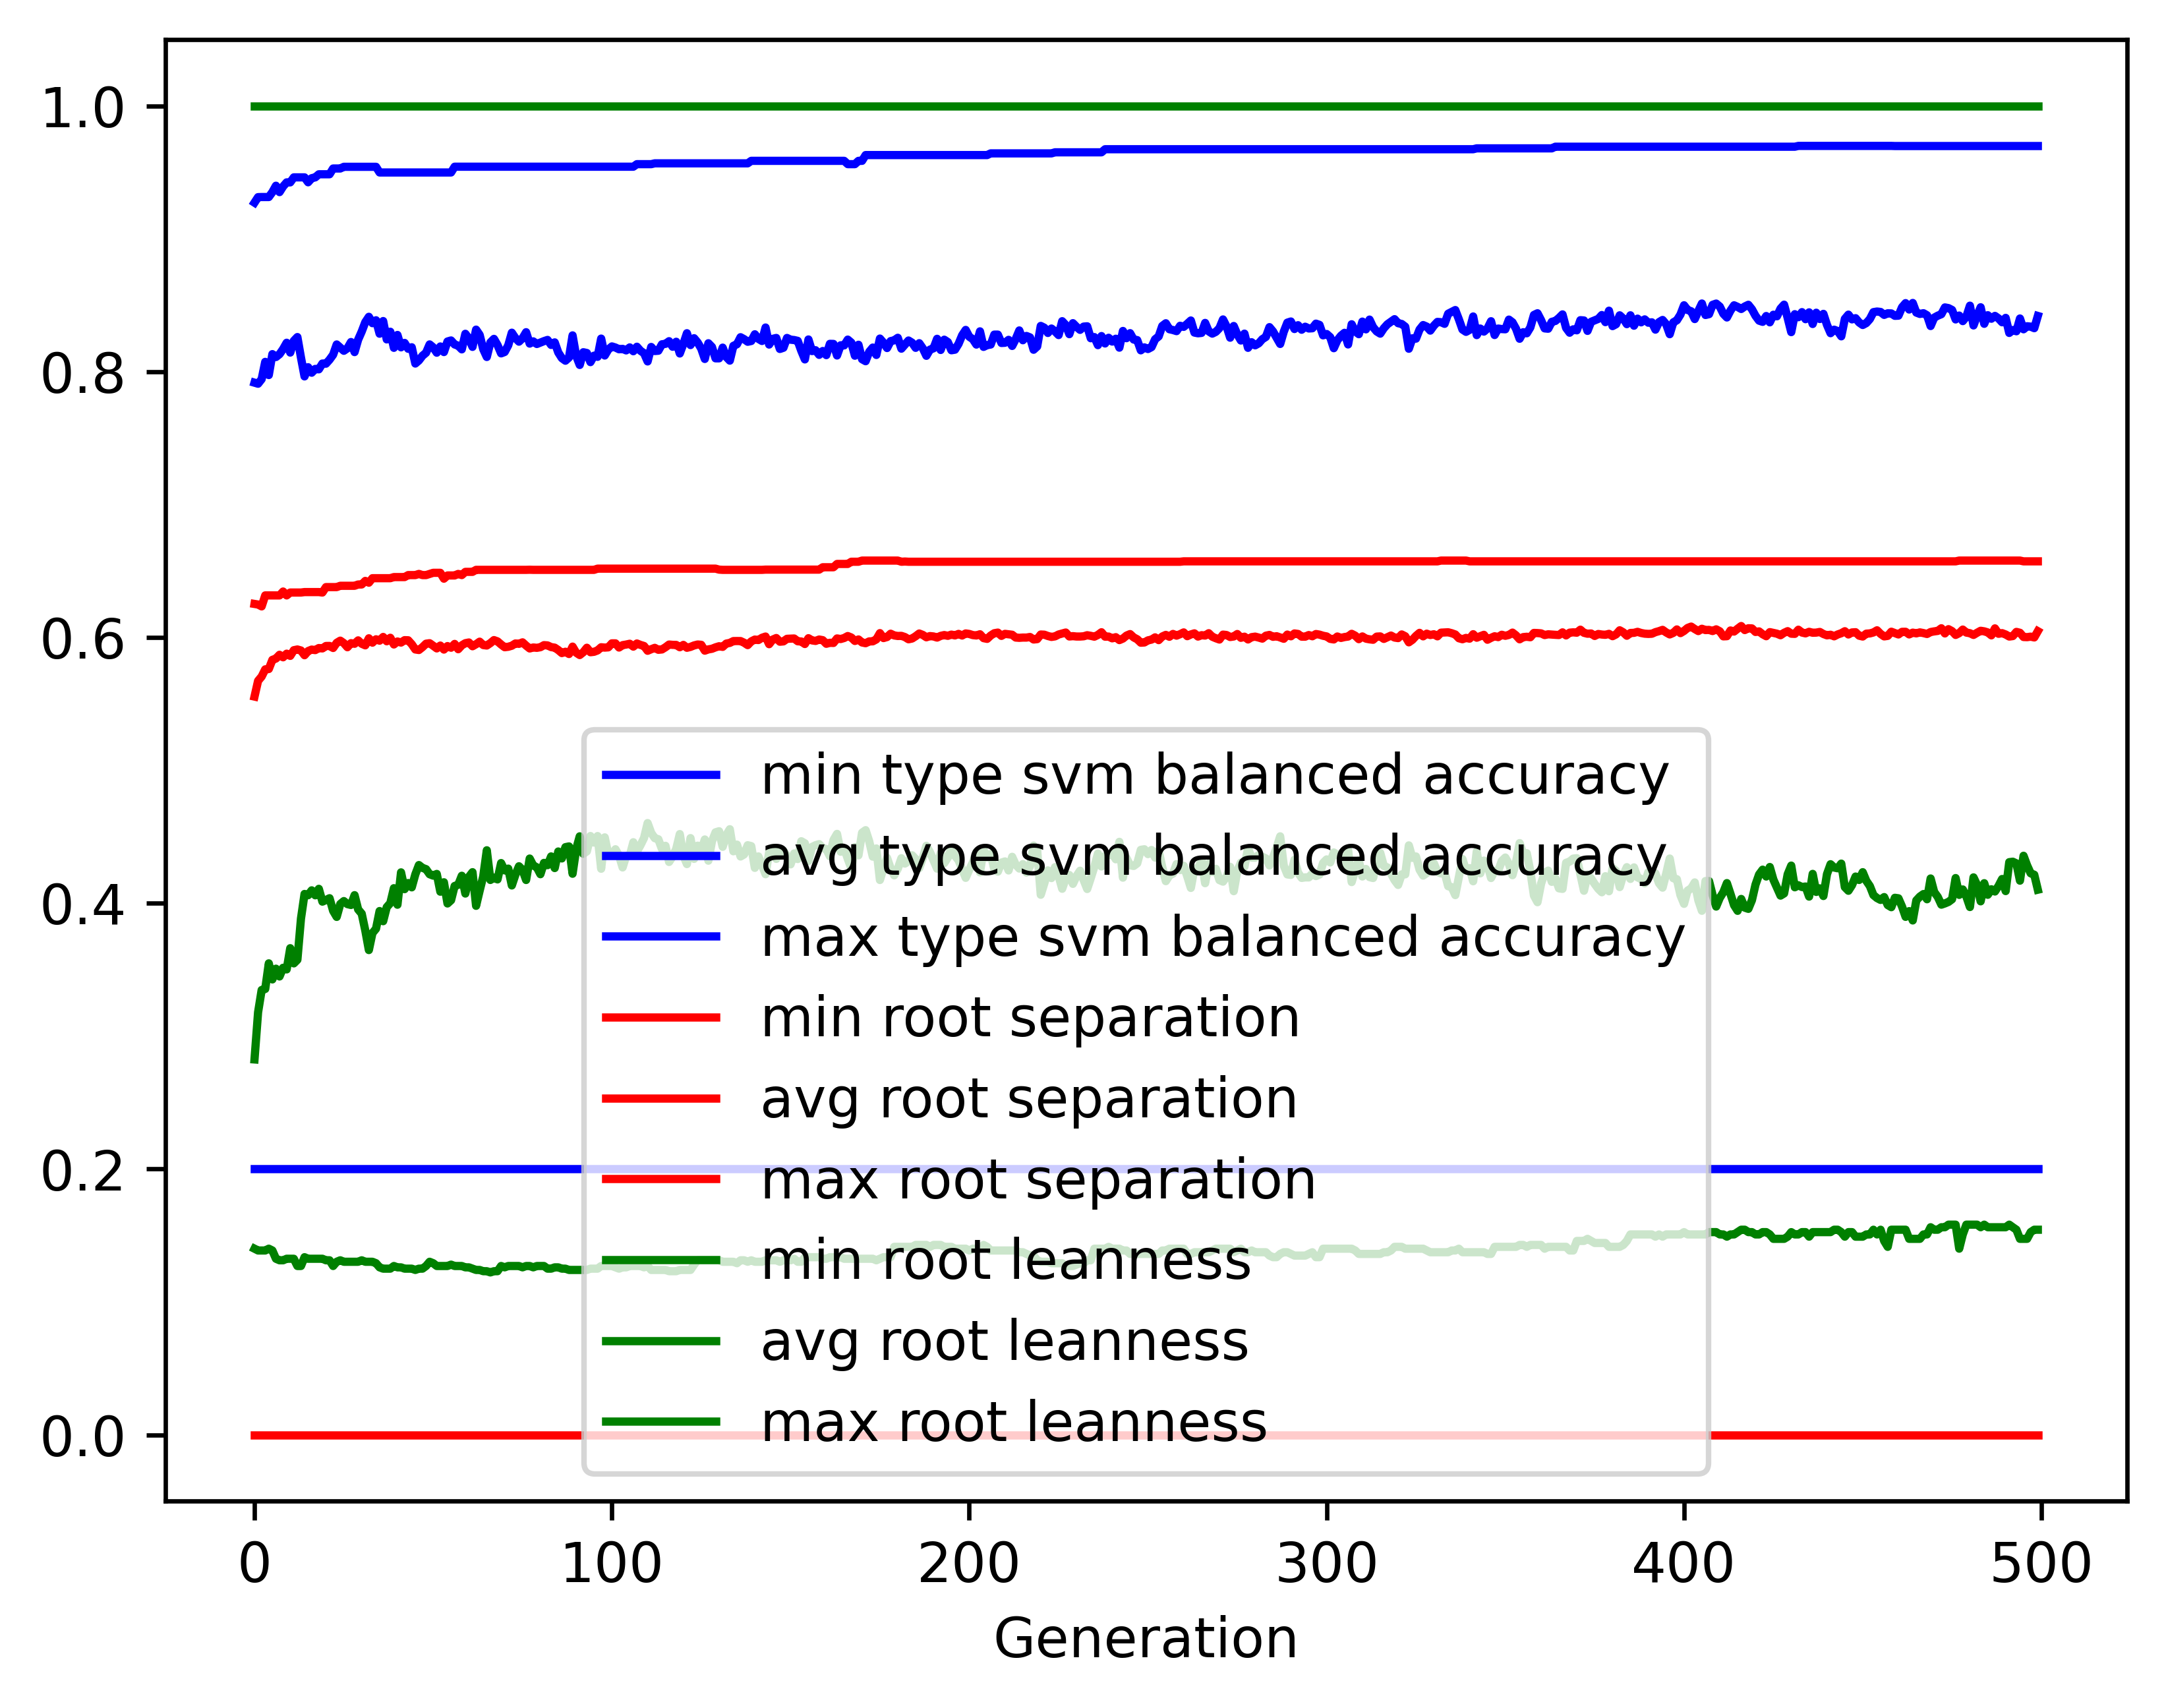 1.0
0.8
0.6
0.4
0.2
0.0
min type svm balanced accuracy
avg type svm balanced accuracy
max type svm balanced accuracy
min root separation
avg root separation
max root separation
min root leanness
avg root leanness
max root leanness
0 100 200 300 400 500
Generation